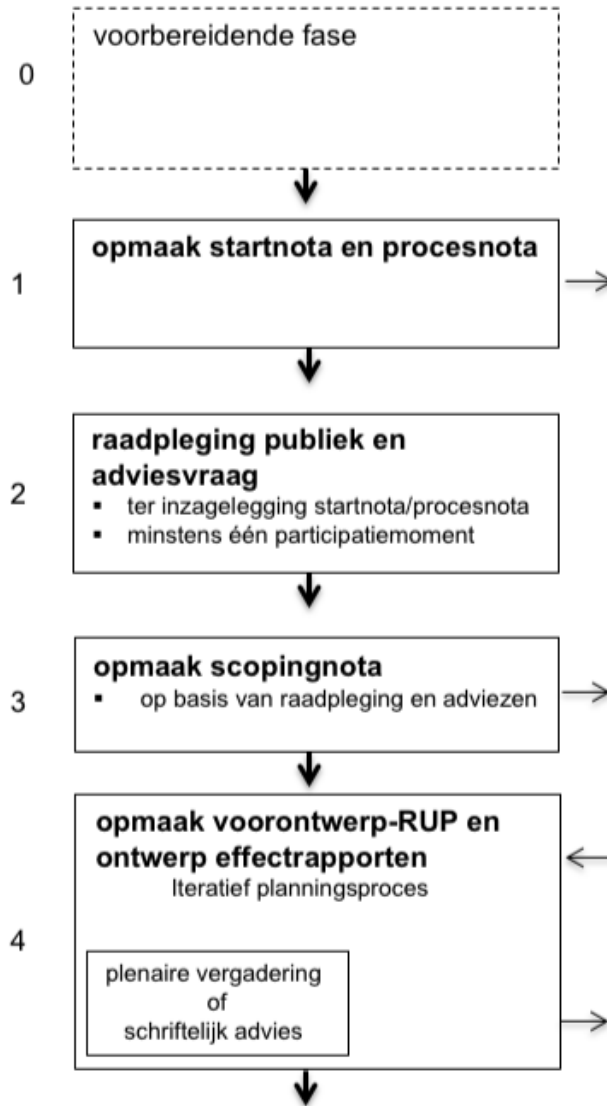 voorbereidende fase
0
opmaak startnota en procesnota
1
raadpleging publiek en
adviesvraag
2
▪ ter inzagelegging startnota/procesnota
▪ minstens één participatiemoment
opmaak scopingnota
3
▪ op basis van raadpleging en adviezen
opmaak voorontwerp-RUP en
ontwerp effectrapporten
Iteratief planningsproces
4
plenaire vergadering
of
schriftelijk advies